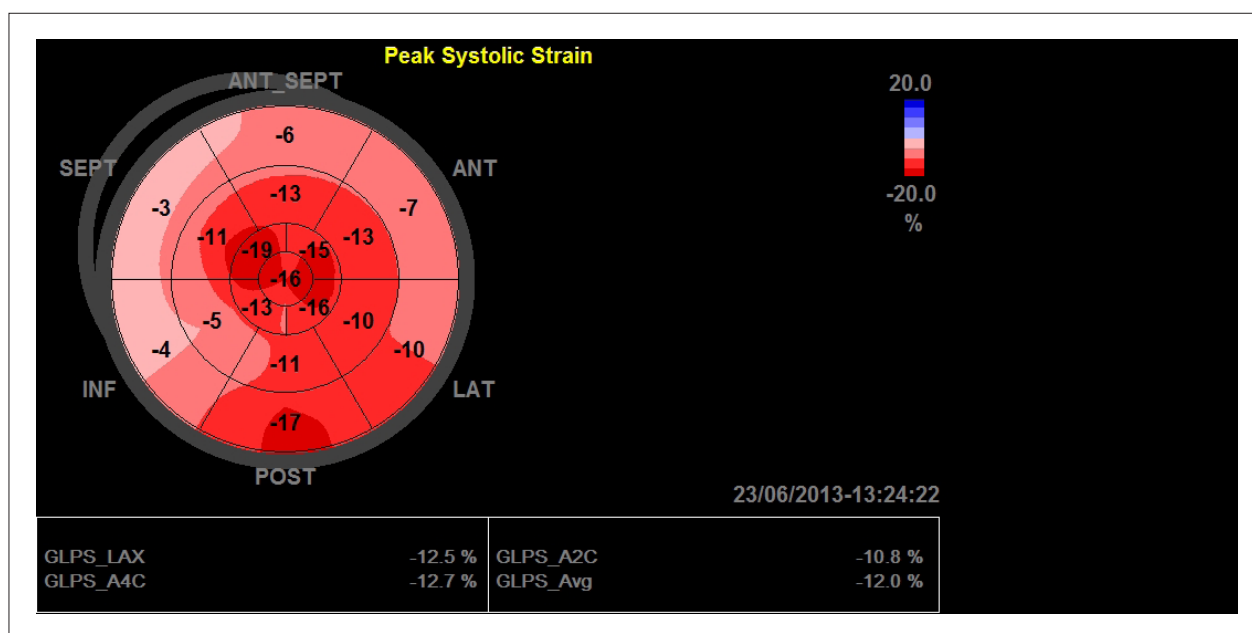 Peak Systolic Strain
ANT_SEPT
20.0
-6
SEPT
ANT
-20.0
-13
-3
-7
%
-11
-13
-19
-15
-16
-13
-16
-5
-10
-4
-11
-10
INF
LAT
-17
POST
23/06/2013-13:24:22
GLPS_LAX -12.5 % GLPS_A2C -10.8 %
GLPS_A4C -12.7 % GLPS_Avg -12.0 %